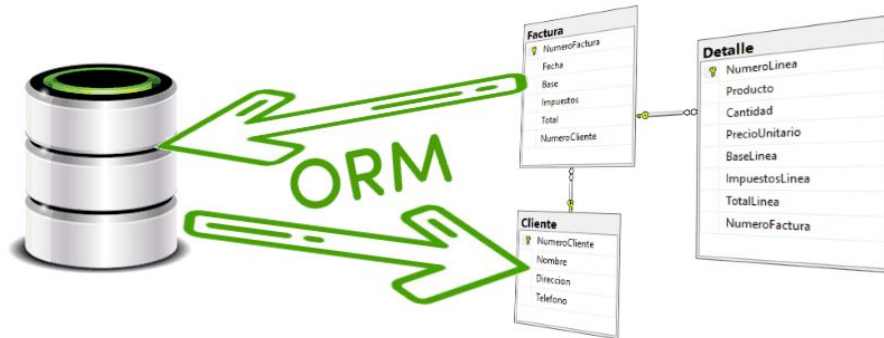 Factura
NumeroFactura
Fecha
Base
Impuestos
Total
NumeroCliente
Detalle
NumeroLinea
Producto
Cantidad
PrecioUnitario
BaseLinea
ImpuestosLinea
TotalLinea
NumeroFactura
ORM
Cliente
NumeroCliente
Nombre
Direccion
Telefono